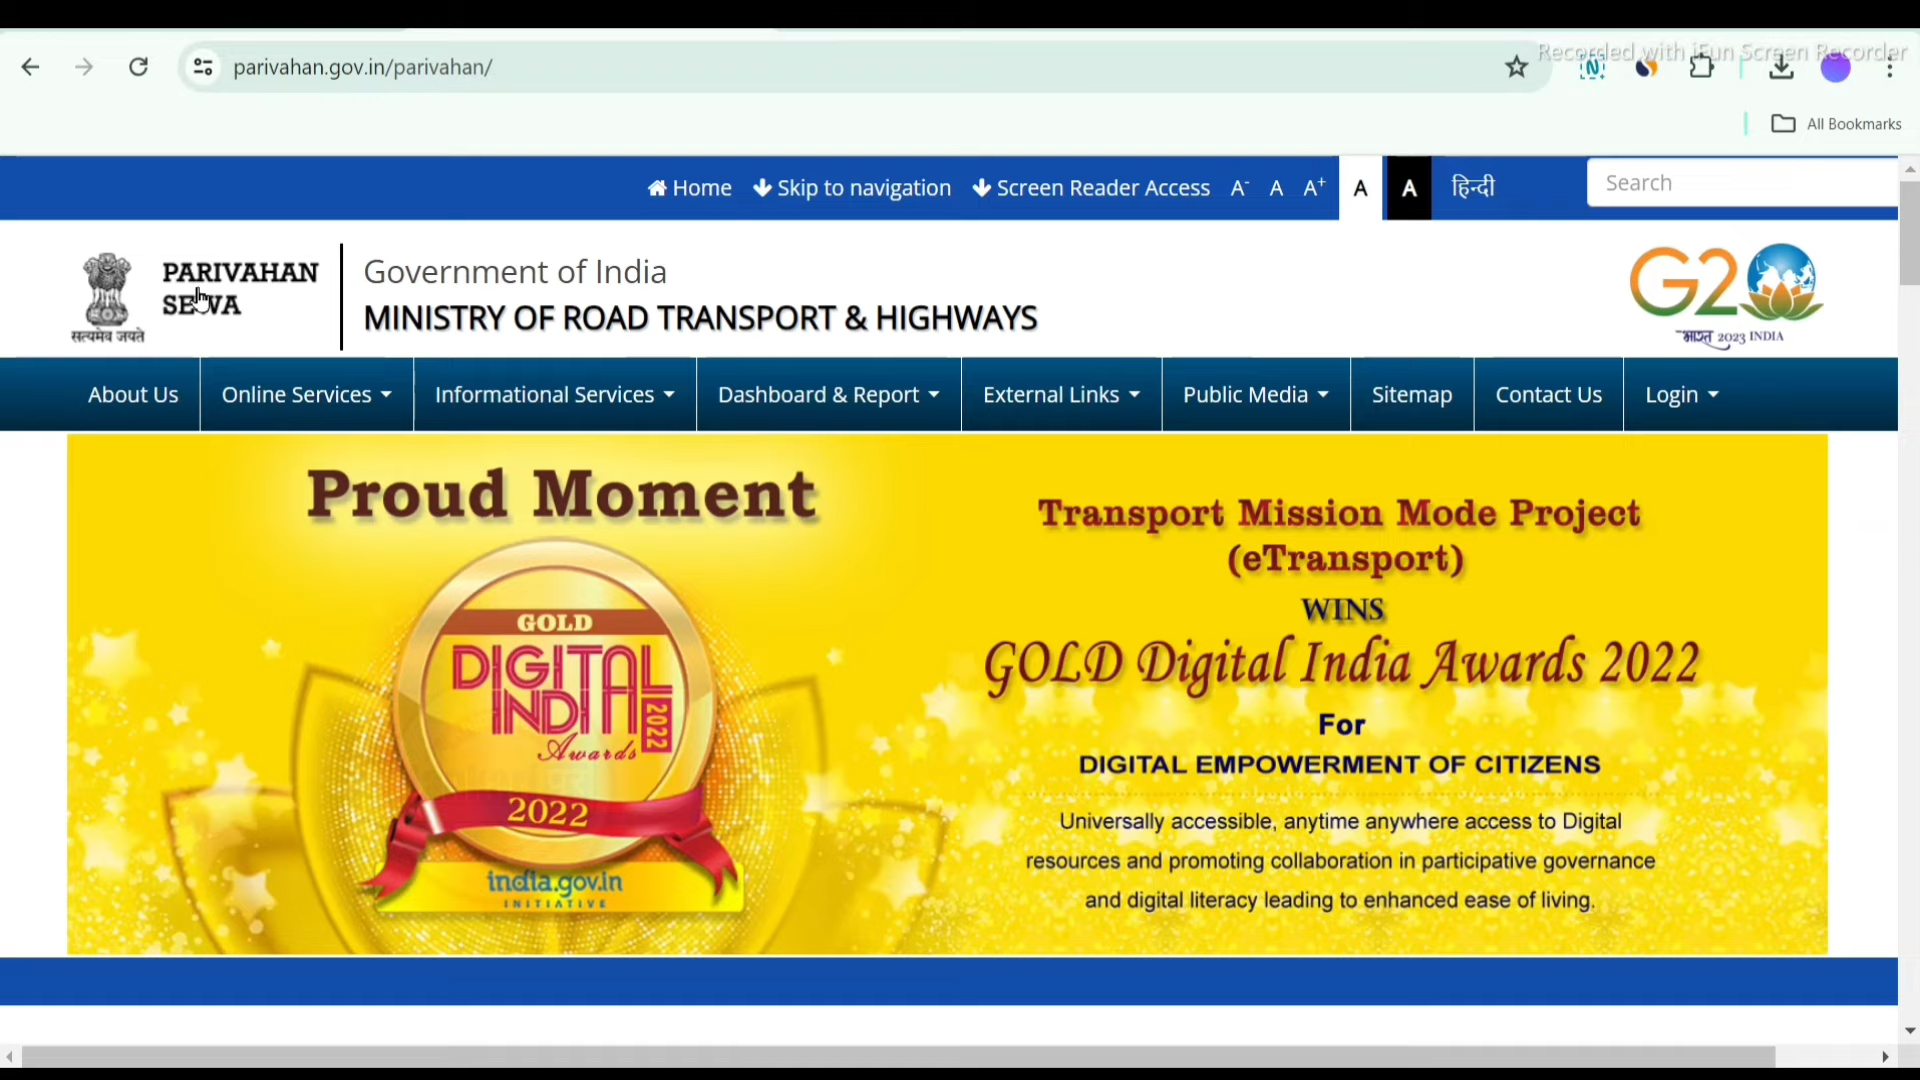 Recorded with iFun Screen Recorder
parivahan.gov.in/parivahan/
All Bookmarks
Home Skip to navigation Screen Reader Access A- A A+ A A हिन्दी Search
PARIVAHAN
SEVA
सत्यमेव जयते
Government of India
MINISTRY OF ROAD TRANSPORT & HIGHWAYS
G20
भारत 2023 INDIA
About Us Online Services Informational Services Dashboard & Report External Links Public Media Sitemap Contact Us Login
Proud Moment
GOLD
DIGITAL
INDIA
2022
Awards
2022
india.gov.in
INITIATIVE
Transport Mission Mode Project
(eTransport)
WINS
GOLD Digital India Awards 2022
For
DIGITAL EMPOWERMENT OF CITIZENS
Universally accessible, anytime anywhere access to Digital
resources and promoting collaboration in participative governance
and digital literacy leading to enhanced ease of living.